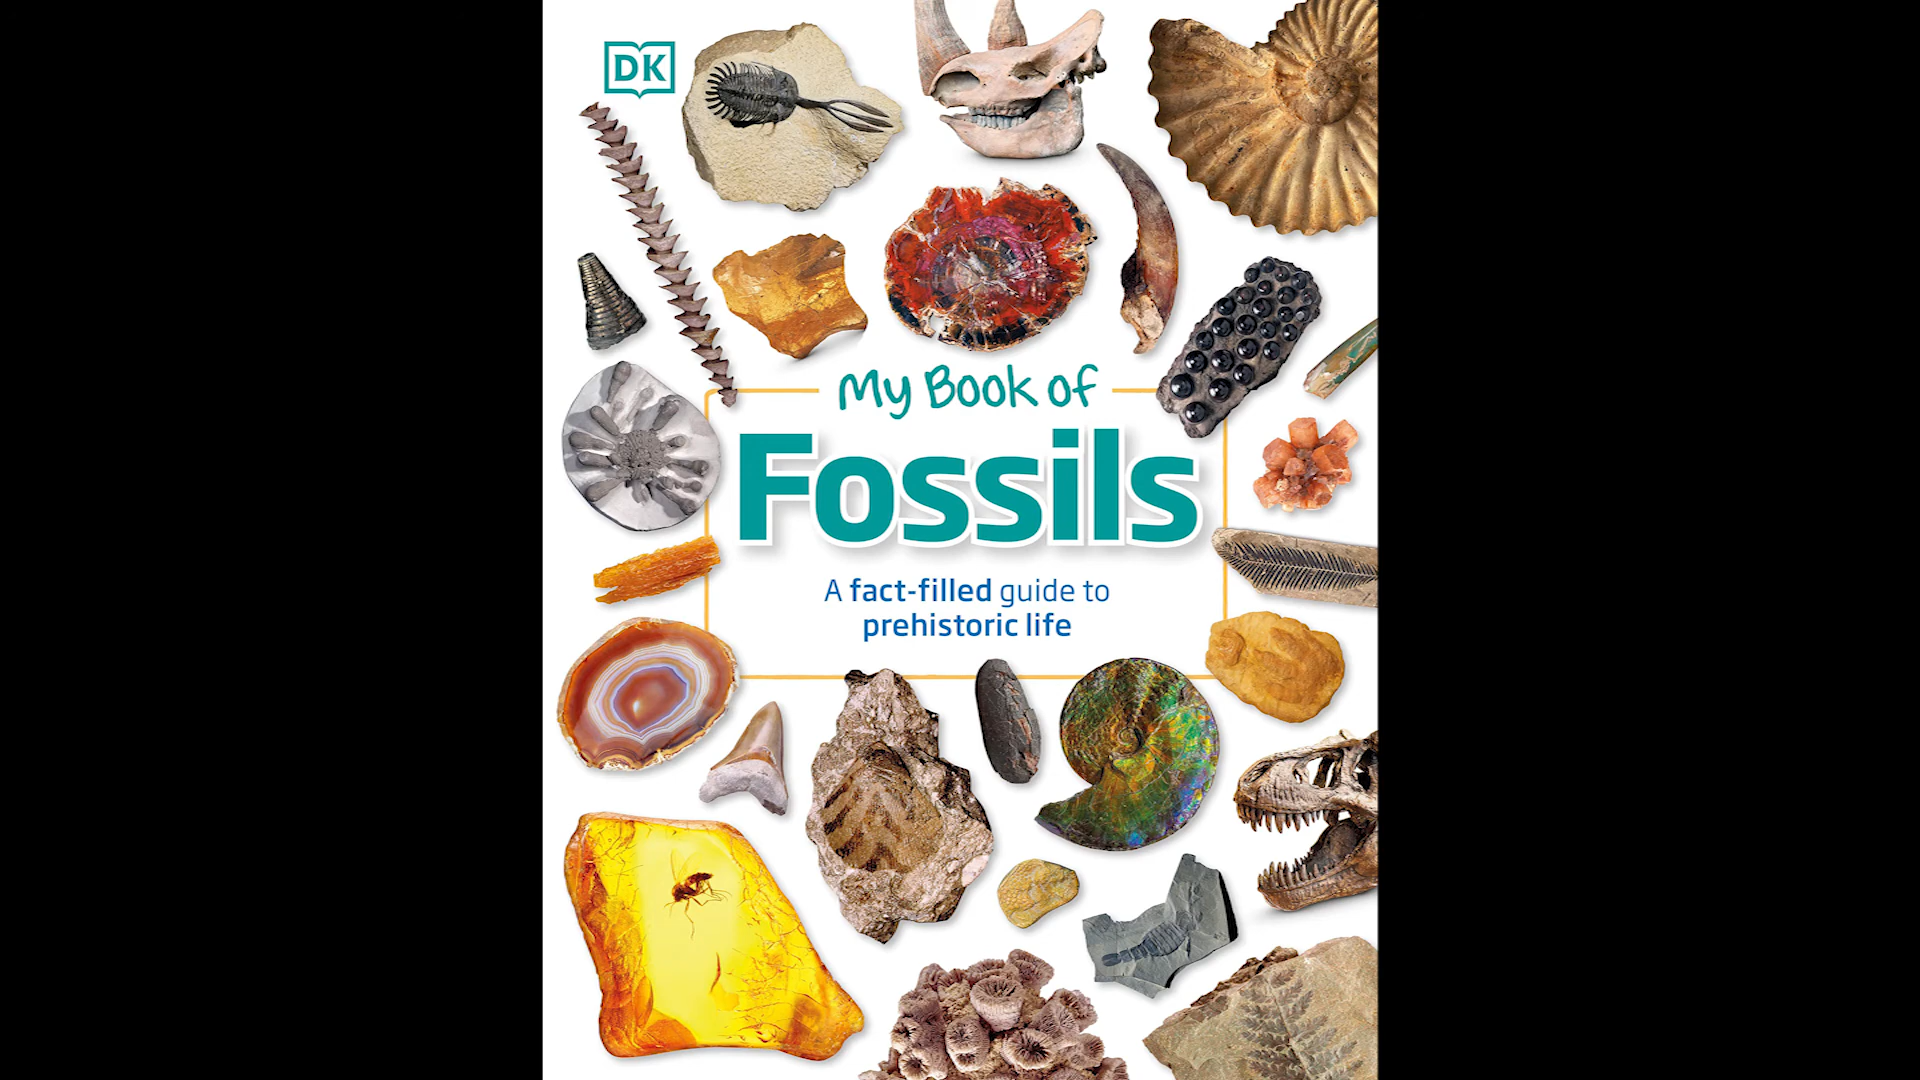 DK
My Book of
Fossils
A fact-filled guide to
prehistoric life